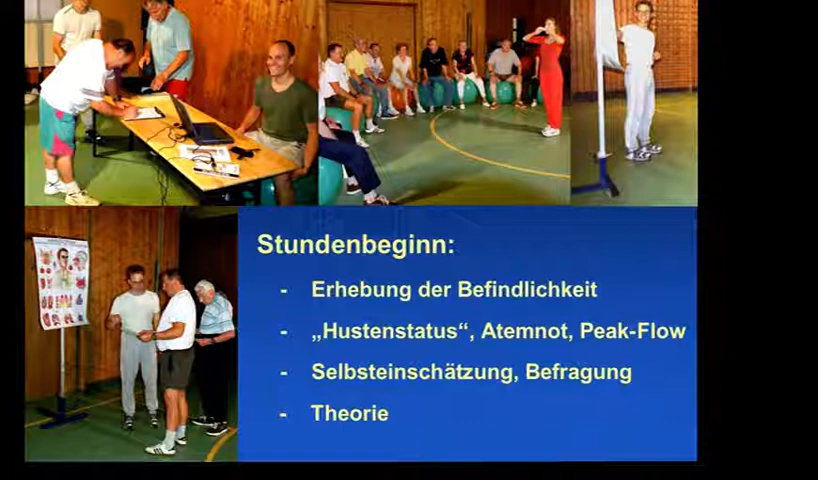 Stundenbeginn:
- Erhebung der Befindlichkeit
- „Hustenstatus“, Atemnot, Peak-Flow
- Selbsteinschätzung, Befragung
- Theorie